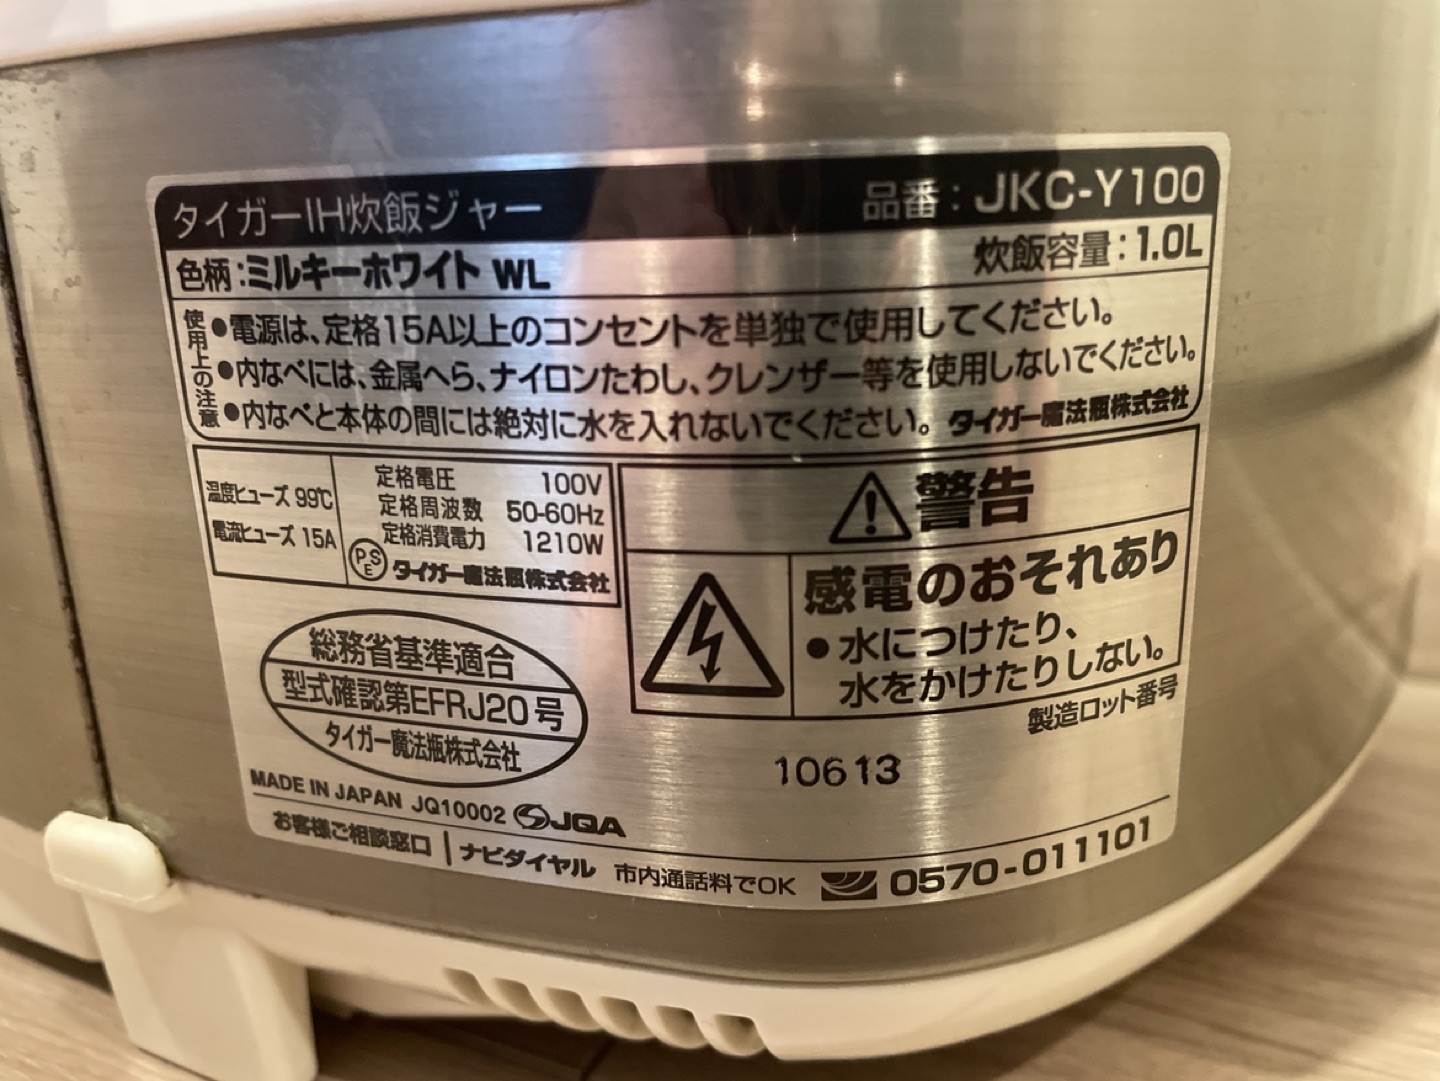 タイガーIH炊飯ジャー 品番：JKC-Y100
色柄：ミルキーホワイト WL 炊飯容量：1.0L
使用上の注意
●電源は、定格15A以上のコンセントを単独で使用してください。
●内なべには、金属へら、ナイロンたわし、クレンザー等を使用しないでください。
●内なべと本体の間には絶対に水を入れないでください。 タイガー魔法瓶株式会社
温度ヒューズ 99℃
電流ヒューズ 15A
定格電圧 100V
定格周波数 50-60Hz
定格消費電力 1210W
PSE タイガー魔法瓶株式会社
警告
感電のおそれあり
●水につけたり、
水をかけたりしない。
総務省基準適合
型式確認第EFRJ20号
タイガー魔法瓶株式会社
製造ロット番号
10613
MADE IN JAPAN JQ10002 JQA
お客様ご相談窓口 | ナビダイヤル 市内通話料でOK 0570-011101